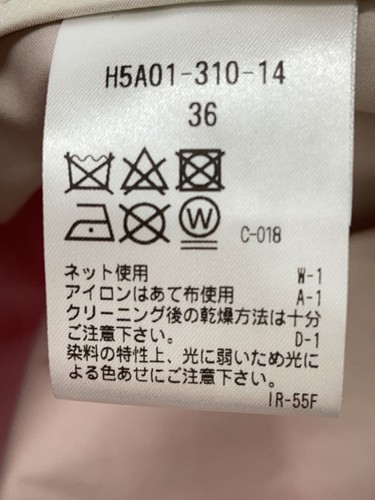 H5A01-310-14
36
W
C-018
ネット使用 W-1
アイロンはあて布使用 A-1
クリーニング後の乾燥方法は十分
ご注意下さい。 D-1
染料の特性上、光に弱いため光に
よる色あせにご注意下さい。
IR-55F